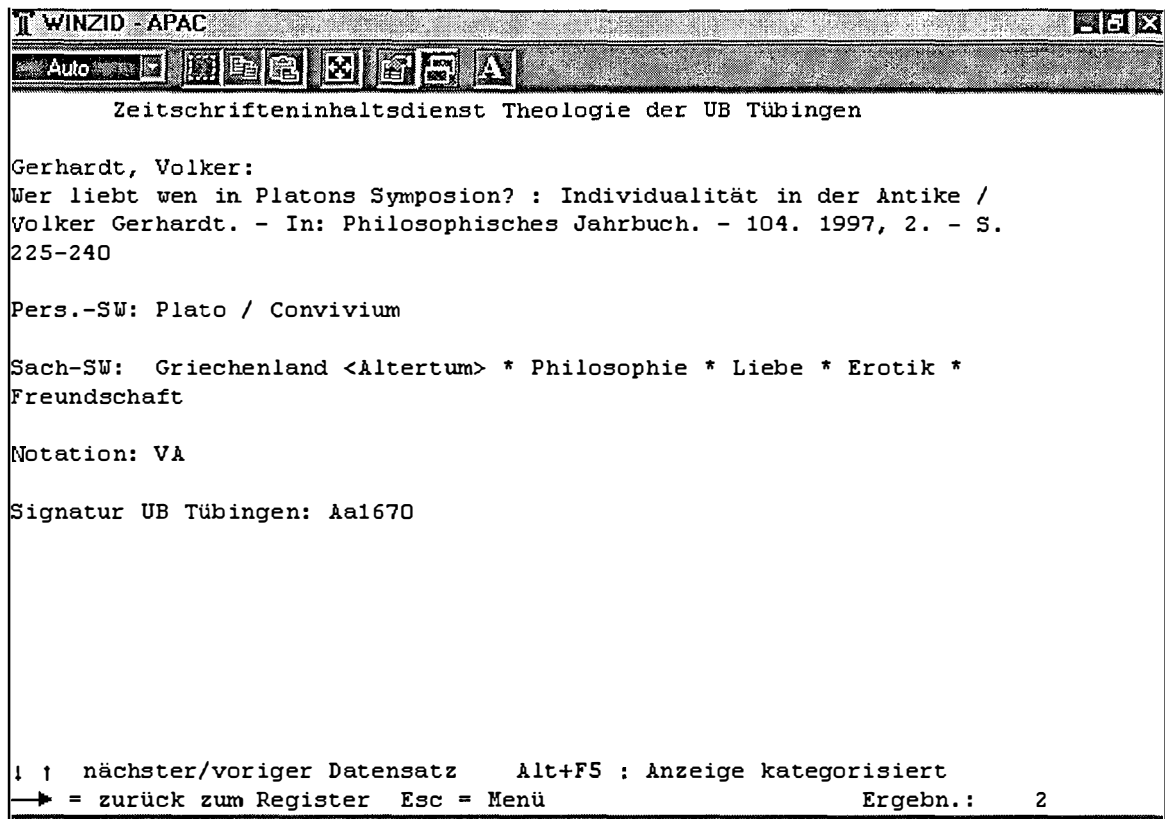 WINZID - APAC
Auto
A
Zeitschrifteninhaltsdienst Theologie der UB Tübingen
Gerhardt, Volker:
Wer liebt wen in Platons Symposion? : Individualität in der Antike /
Volker Gerhardt. - In: Philosophisches Jahrbuch. - 104. 1997, 2. - S.
225-240
Pers.-SW: Plato / Convivium
Sach-SW: Griechenland <Altertum> * Philosophie * Liebe * Erotik *
Freundschaft
Notation: VA
Signatur UB Tübingen: Aa1670
↓ ↑ nächster/voriger Datensatz Alt+F5 : Anzeige kategorisiert
→ = zurück zum Register Esc = Menü Ergebn.: 2